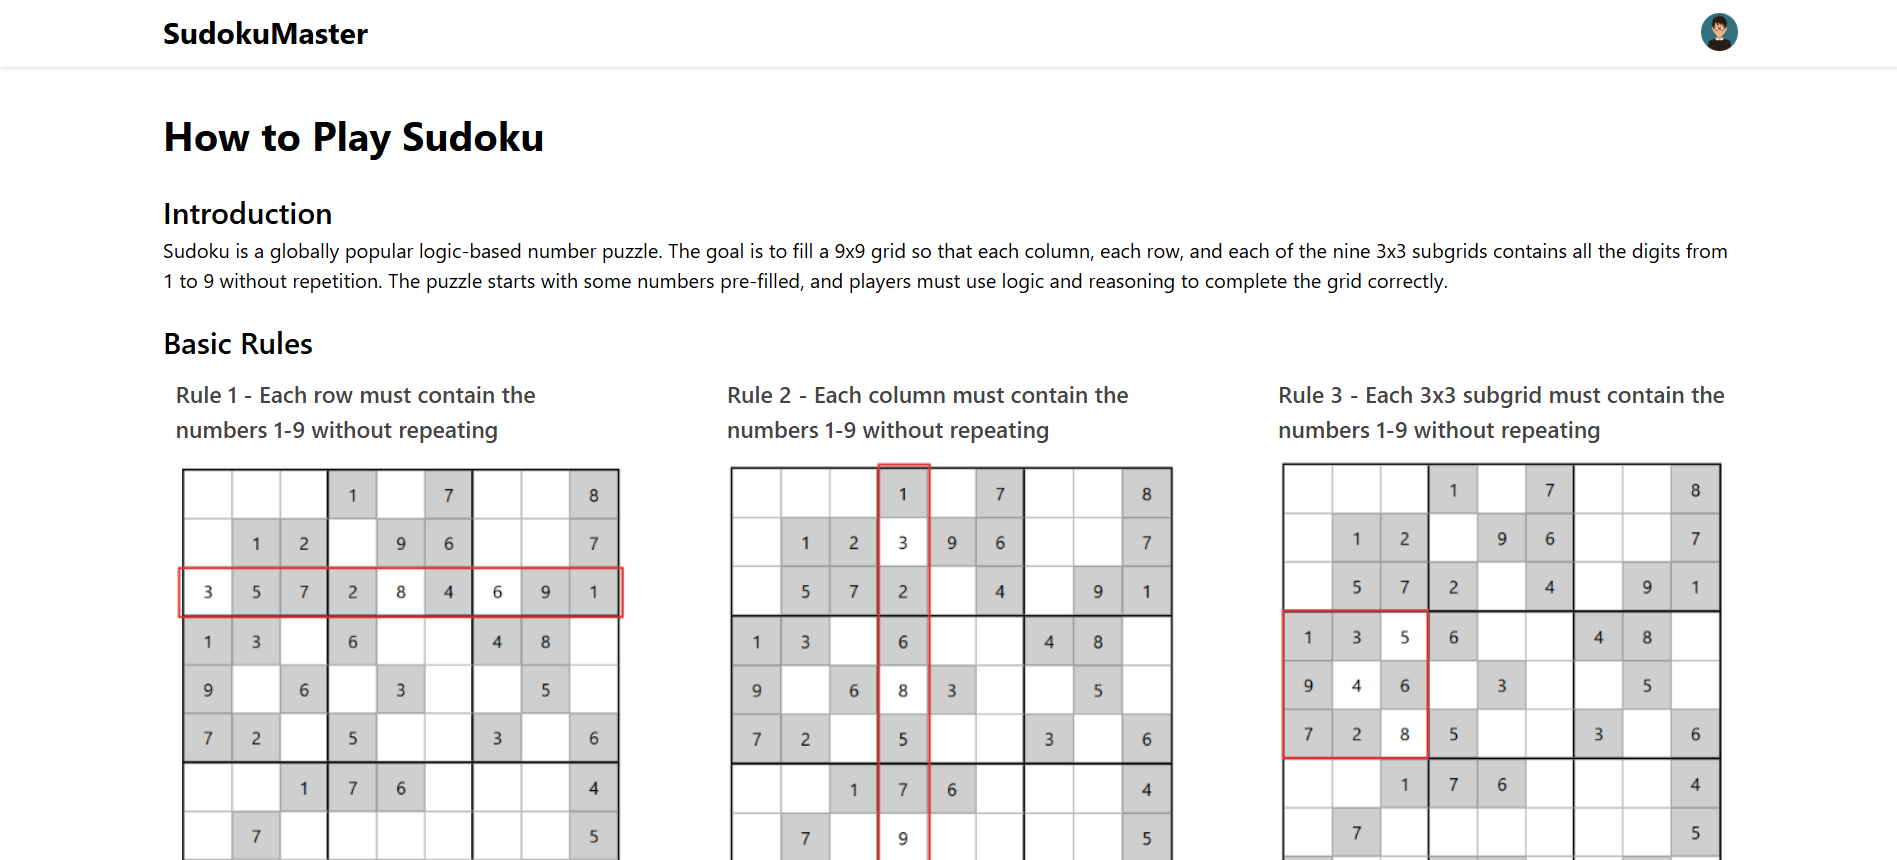 SudokuMaster
How to Play Sudoku
Introduction
Sudoku is a globally popular logic-based number puzzle. The goal is to fill a 9x9 grid so that each column, each row, and each of the nine 3x3 subgrids contains all the digits from
1 to 9 without repetition. The puzzle starts with some numbers pre-filled, and players must use logic and reasoning to complete the grid correctly.
Basic Rules
Rule 1 - Each row must contain the
numbers 1-9 without repeating
1 7 8
1 2 9 6 7
3 5 7 2 8 4 6 9 1
1 3 6 4 8
9 6 3 5
7 2 5 3 6
1 7 6 4
7 5
Rule 2 - Each column must contain the
numbers 1-9 without repeating
1 7 8
1 2 3 9 6 7
5 7 2 4 9 1
1 3 6 4 8
9 6 8 3 5
7 2 5 3 6
1 7 6 4
7 9 5
Rule 3 - Each 3x3 subgrid must contain the
numbers 1-9 without repeating
1 7 8
1 2 9 6 7
5 7 2 4 9 1
1 3 5 6 4 8
9 4 6 3 5
7 2 8 5 3 6
1 7 6 4
7 5